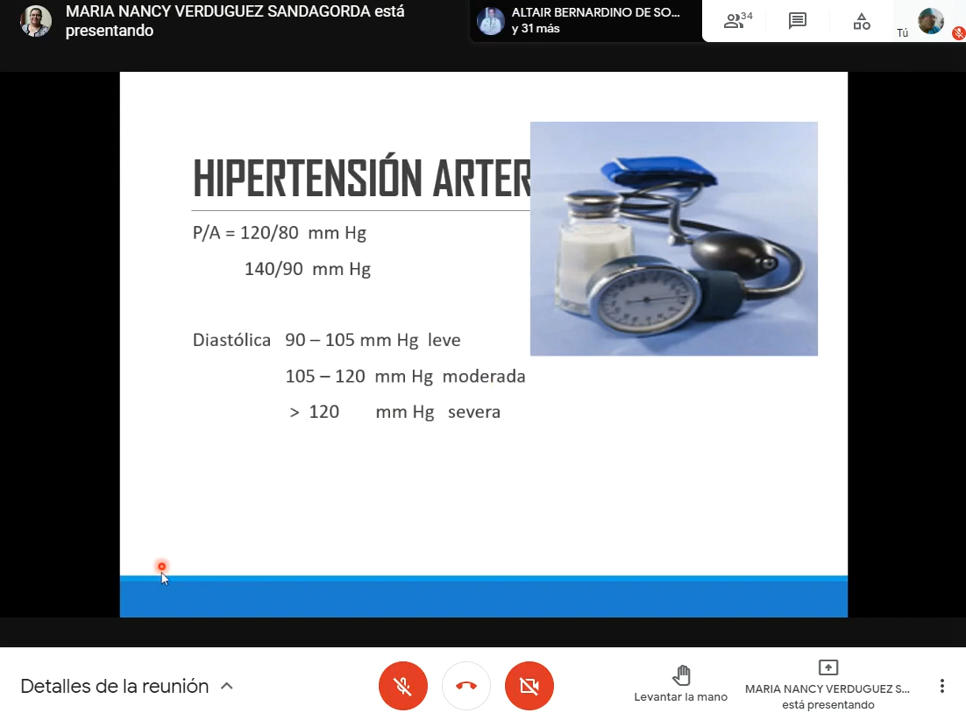 MARIA NANCY VERDUGUEZ SANDAGORDA está
presentando
ALTAIR BERNARDINO DE SO...
y 31 más
34
Tú
HIPERTENSIÓN ARTER
P/A = 120/80 mm Hg
140/90 mm Hg
Diastólica 90 – 105 mm Hg leve
105 – 120 mm Hg moderada
> 120 mm Hg severa
Detalles de la reunión
Levantar la mano
MARIA NANCY VERDUGUEZ S...
está presentando